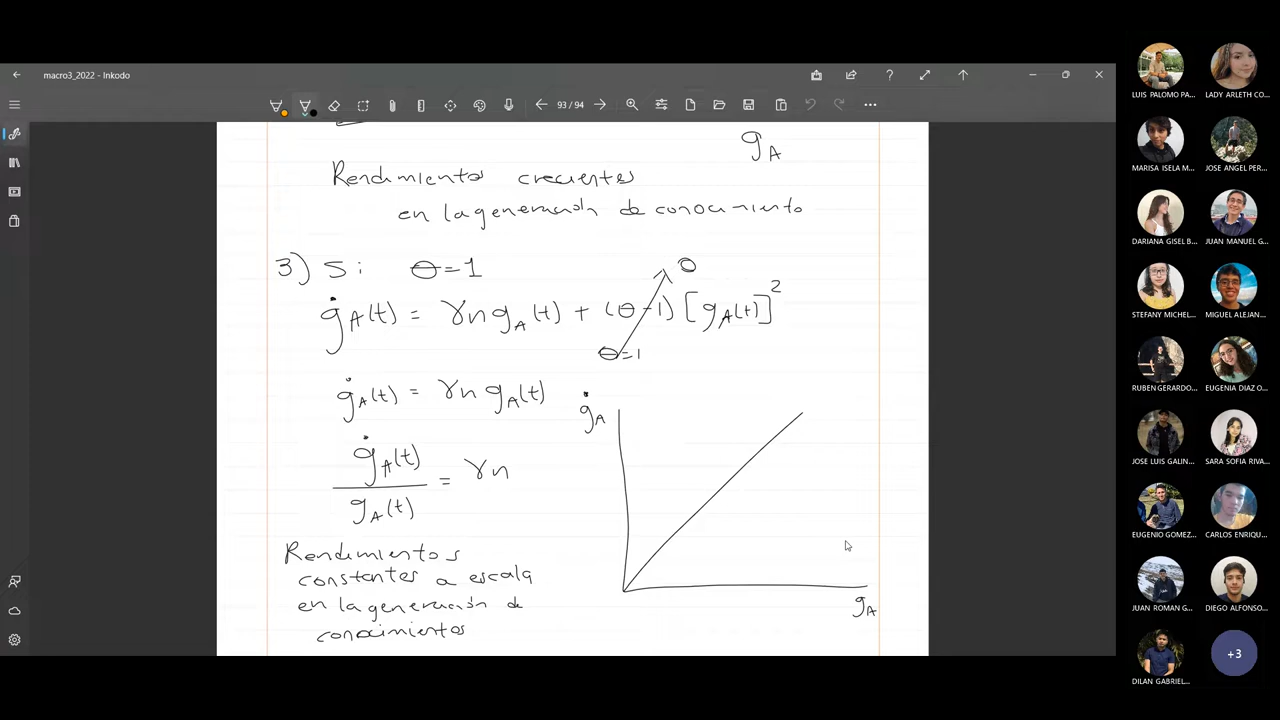 macro3_2022 - Inkodo
93 / 94
ġ_A
Rendimientos crecientes
en la generación de conocimiento
3) Si θ=1
0
ġ_A(t) = γn g_A(t) + (θ-1) [g_A(t)]^2
θ=1
ġ_A(t) = γn g_A(t)
ġ_A
ġ_A(t) / g_A(t) = γn
g_A
Rendimientos
constantes a escala
en la generación de
conocimientos
LUIS PALOMO PA...
LADY ARLETH CO...
MARISA ISELA M...
JOSE ANGEL PER...
DARIANA GISEL B...
JUAN MANUEL G...
STEFANY MICHEL...
MIGUEL ALEJAN...
RUBEN GERARDO...
EUGENIA DIAZ O...
JOSE LUIS GALIN...
SARA SOFIA RIVA...
EUGENIO GOMEZ...
CARLOS ENRIQU...
JUAN ROMAN G...
DIEGO ALFONSO...
DILAN GABRIEL...
+3